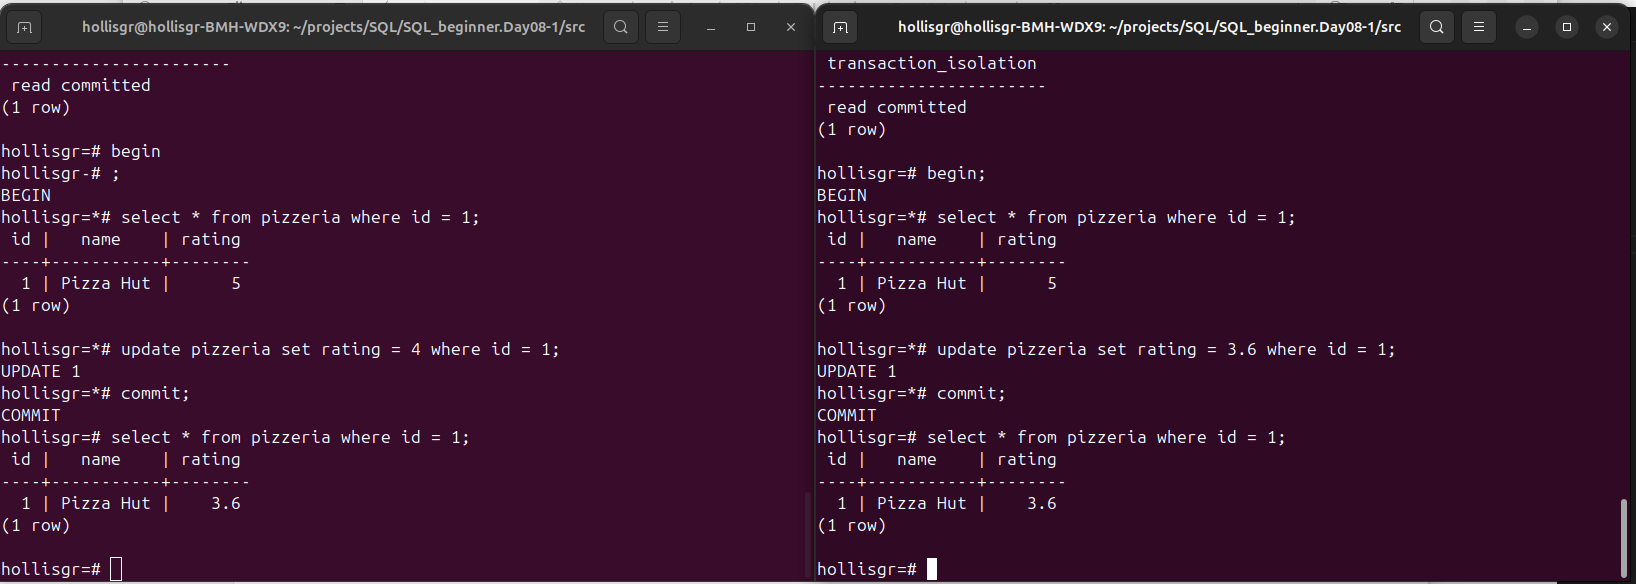 hollisgr@hollisgr-BMH-WDX9: ~/projects/SQL/SQL_beginner.Day08-1/src
-----------------------
 read committed
(1 row)

hollisgr=# begin
hollisgr-# ;
BEGIN
hollisgr=*# select * from pizzeria where id = 1;
 id |   name    | rating
----+-----------+--------
  1 | Pizza Hut |      5
(1 row)

hollisgr=*# update pizzeria set rating = 4 where id = 1;
UPDATE 1
hollisgr=*# commit;
COMMIT
hollisgr=# select * from pizzeria where id = 1;
 id |   name    | rating
----+-----------+--------
  1 | Pizza Hut |    3.6
(1 row)

hollisgr=#
hollisgr@hollisgr-BMH-WDX9: ~/projects/SQL/SQL_beginner.Day08-1/src
 transaction_isolation
-----------------------
 read committed
(1 row)

hollisgr=# begin;
BEGIN
hollisgr=*# select * from pizzeria where id = 1;
 id |   name    | rating
----+-----------+--------
  1 | Pizza Hut |      5
(1 row)

hollisgr=*# update pizzeria set rating = 3.6 where id = 1;
UPDATE 1
hollisgr=*# commit;
COMMIT
hollisgr=# select * from pizzeria where id = 1;
 id |   name    | rating
----+-----------+--------
  1 | Pizza Hut |    3.6
(1 row)

hollisgr=#